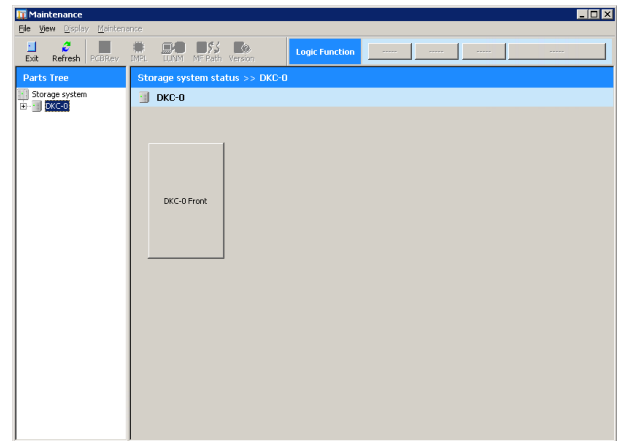 Maintenance
File View Display Maintenance
Exit Refresh PCBRev IMPL LUNM MF Path Version Logic Function ----- ----- ----- -----
Parts Tree
Storage system status >> DKC-0
Storage system
DKC-0
DKC-0
DKC-0 Front